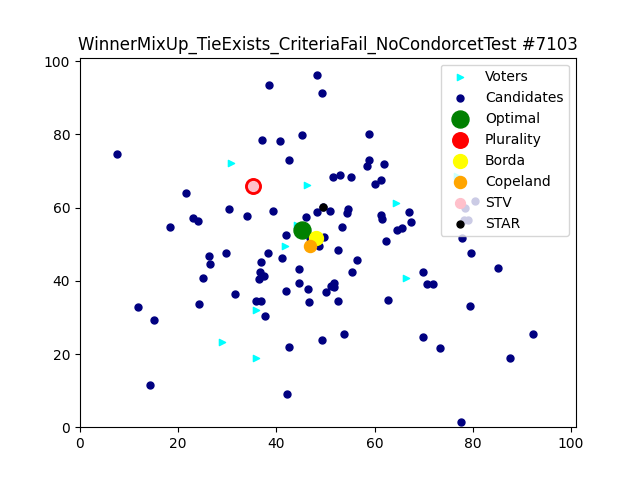 WinnerMixUp_TieExists_CriteriaFail_NoCondorcetTest #7103
100
80
60
40
20
0
0 20 40 60 80 100
Voters
Candidates
Optimal
Plurality
Borda
Copeland
STV
STAR